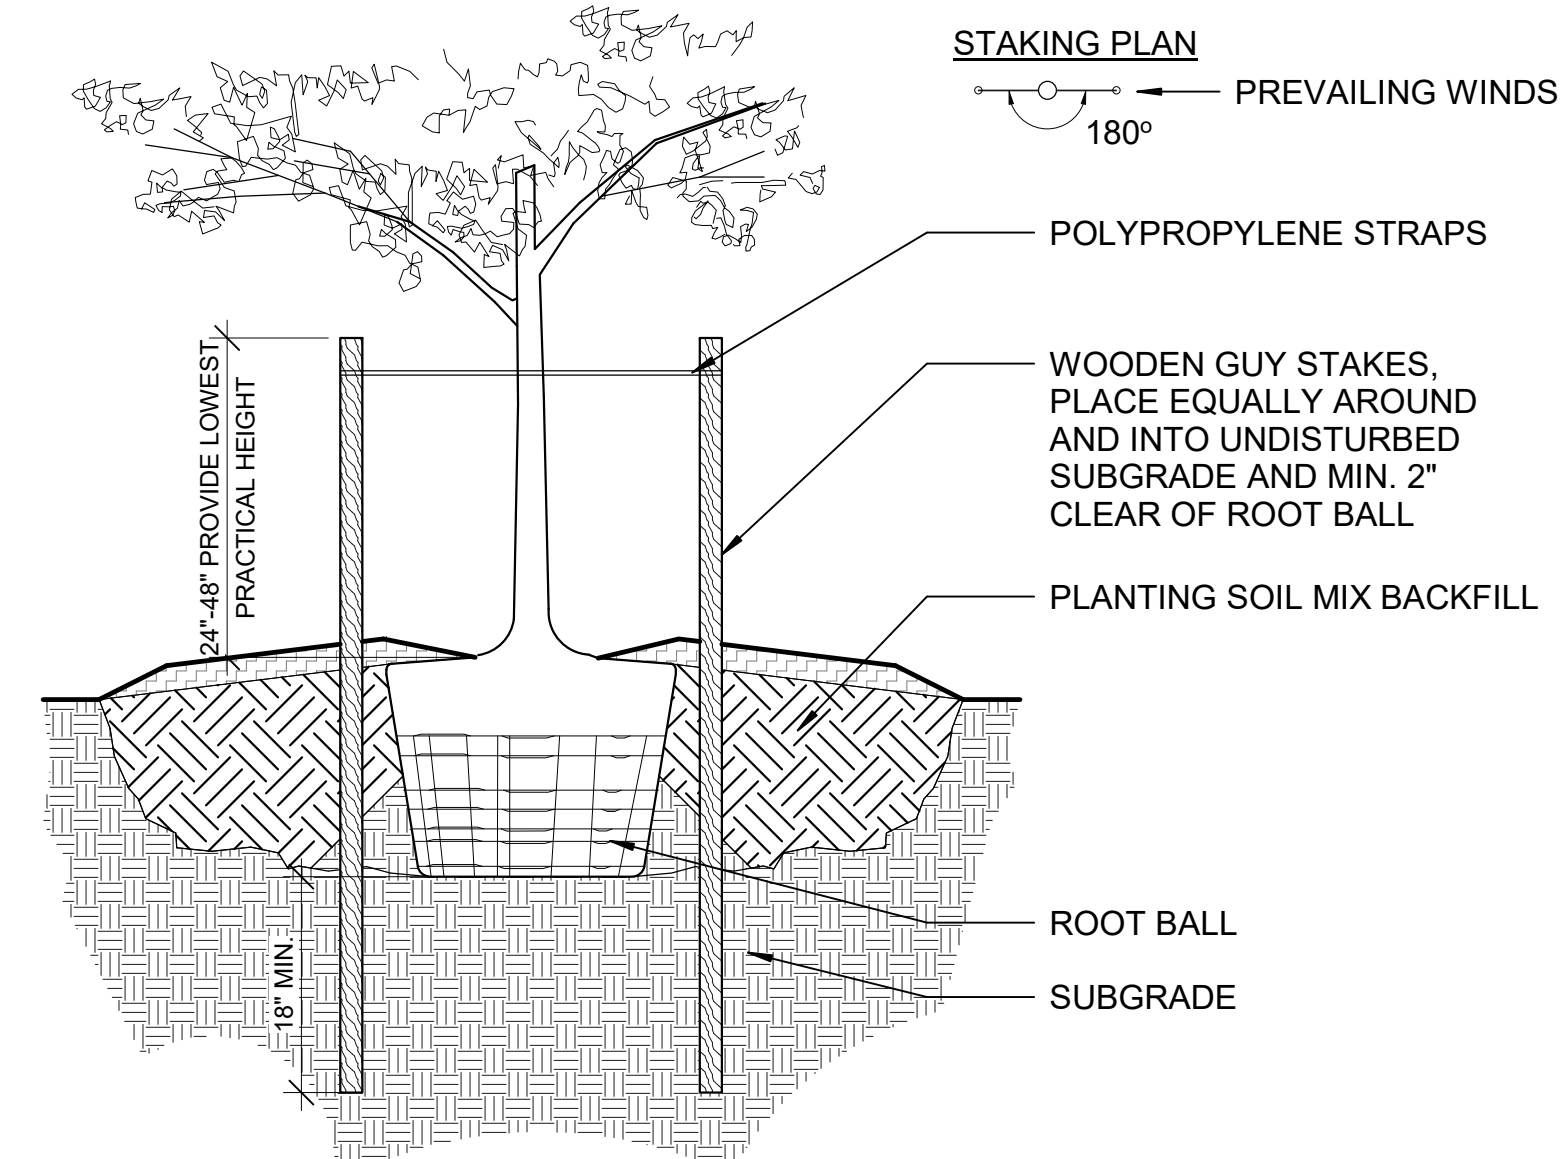 STAKING PLAN
PREVAILING WINDS
180º
POLYPROPYLENE STRAPS
WOODEN GUY STAKES,
PLACE EQUALLY AROUND
AND INTO UNDISTURBED
SUBGRADE AND MIN. 2"
CLEAR OF ROOT BALL
24"-48" PROVIDE LOWEST
PRACTICAL HEIGHT
PLANTING SOIL MIX BACKFILL
ROOT BALL
18" MIN.
SUBGRADE